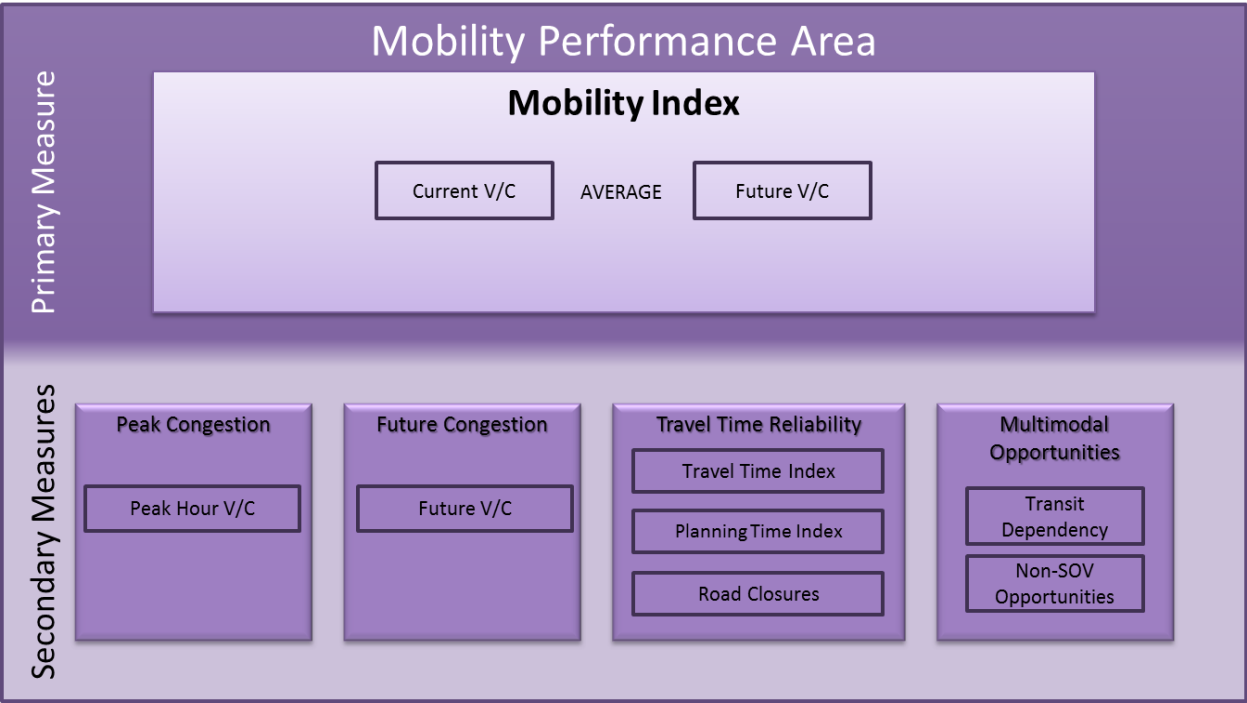 Mobility Performance Area
Primary Measure
Mobility Index
Current V/C
AVERAGE
Future V/C
Secondary Measures
Peak Congestion
Peak Hour V/C
Future Congestion
Future V/C
Travel Time Reliability
Travel Time Index
Planning Time Index
Road Closures
Multimodal
Opportunities
Transit
Dependency
Non-SOV
Opportunities